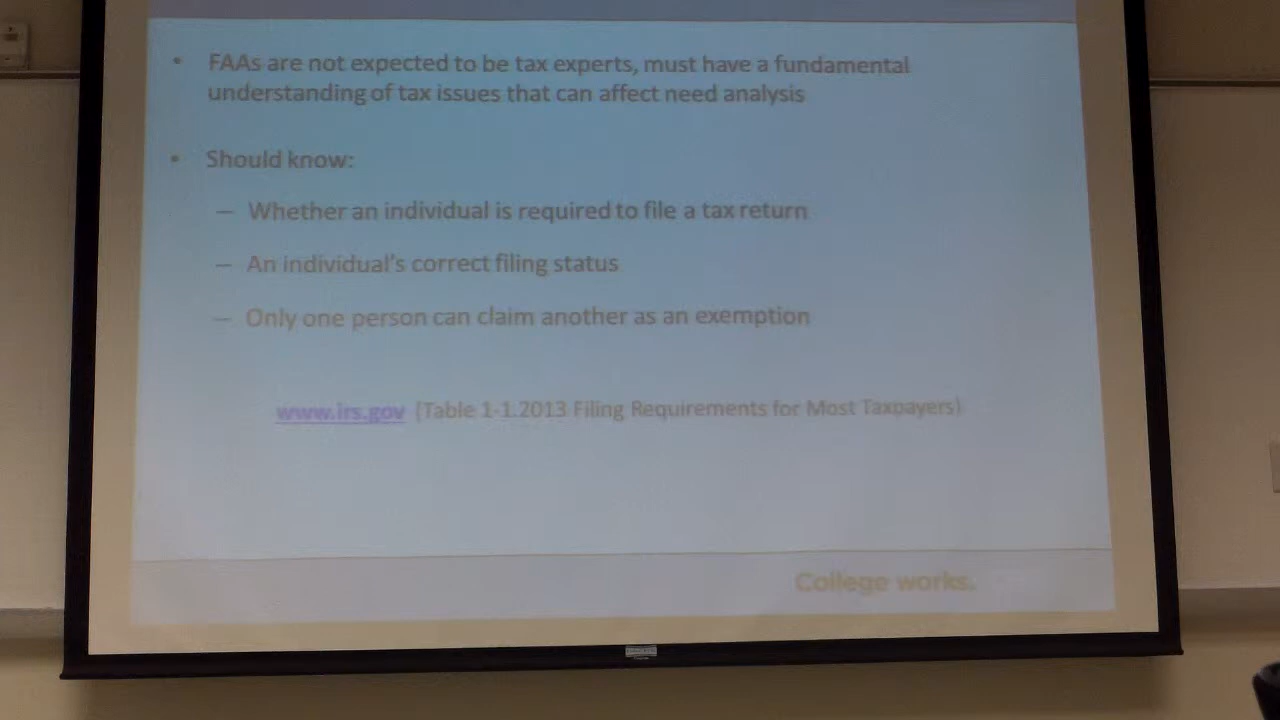 • FAAs are not expected to be tax experts, must have a fundamental
understanding of tax issues that can affect need analysis
• Should know:
– Whether an individual is required to file a tax return
– An individual's correct filing status
– Only one person can claim another as an exemption
www.irs.gov (Table 1-1.2013 Filing Requirements for Most Taxpayers)
College works.